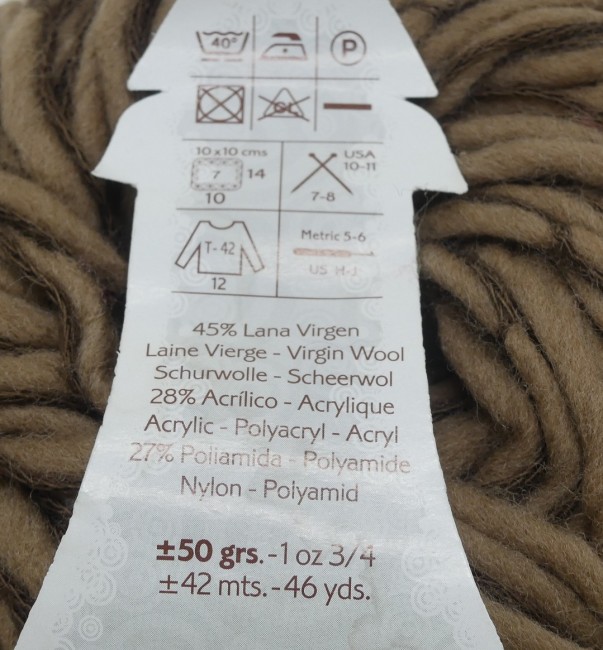 40°
P
CL
10 x 10 cms
7
14
10
USA
10-11
7-8
T- 42
12
Metric 5-6
US H-J
45% Lana Virgen
Laine Vierge - Virgin Wool
Schurwolle - Scheerwol
28% Acrílico - Acrylique
Acrylic - Polyacryl - Acryl
27% Poliamida - Polyamide
Nylon - Polyamid
±50 grs.-1 oz 3/4
±42 mts.-46 yds.